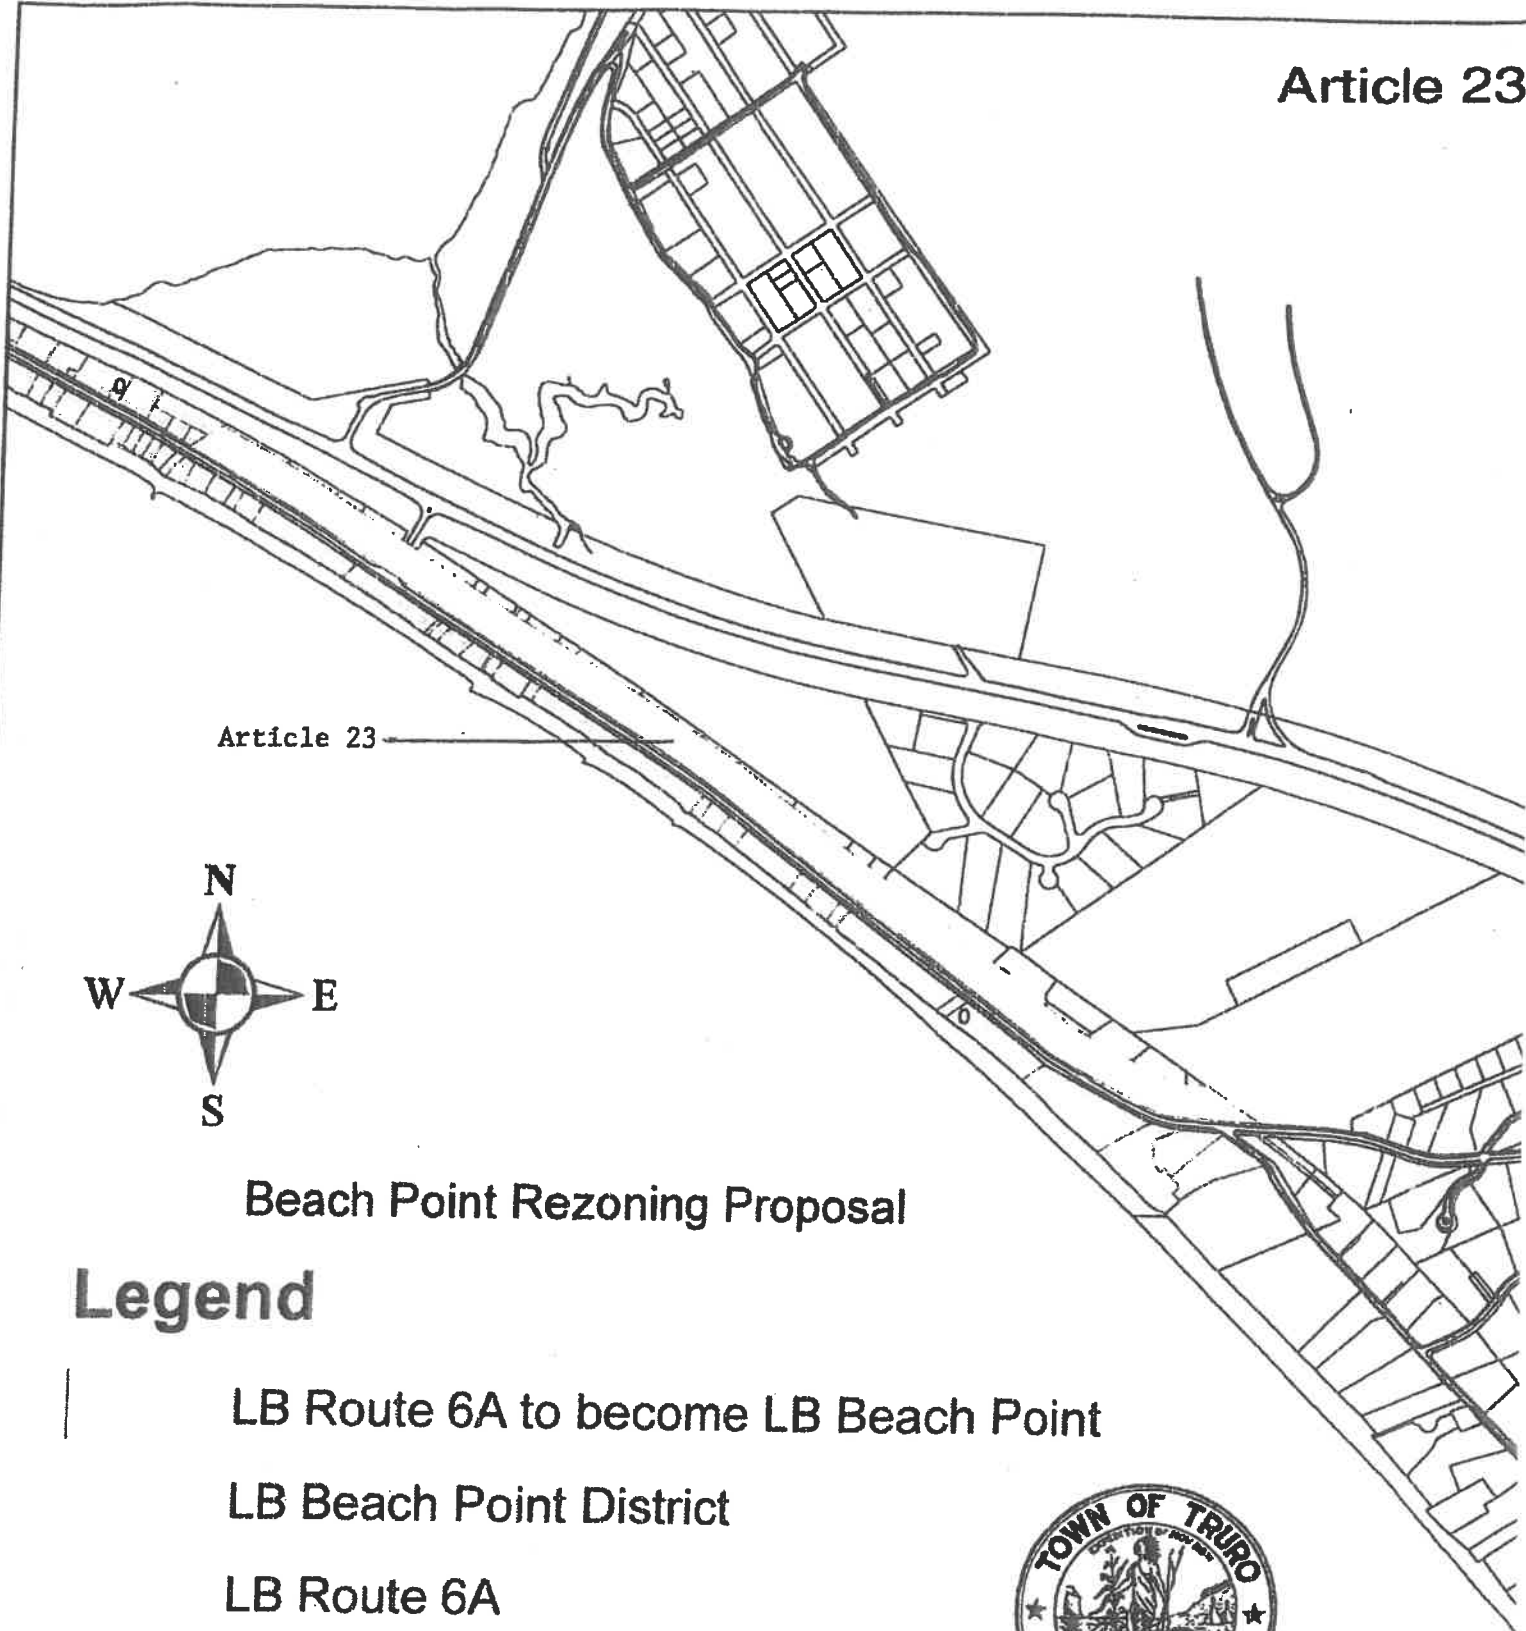 Article 23
Article 23
N
W E
S
Beach Point Rezoning Proposal
Legend
LB Route 6A to become LB Beach Point
LB Beach Point District
LB Route 6A
TOWN OF TRURO